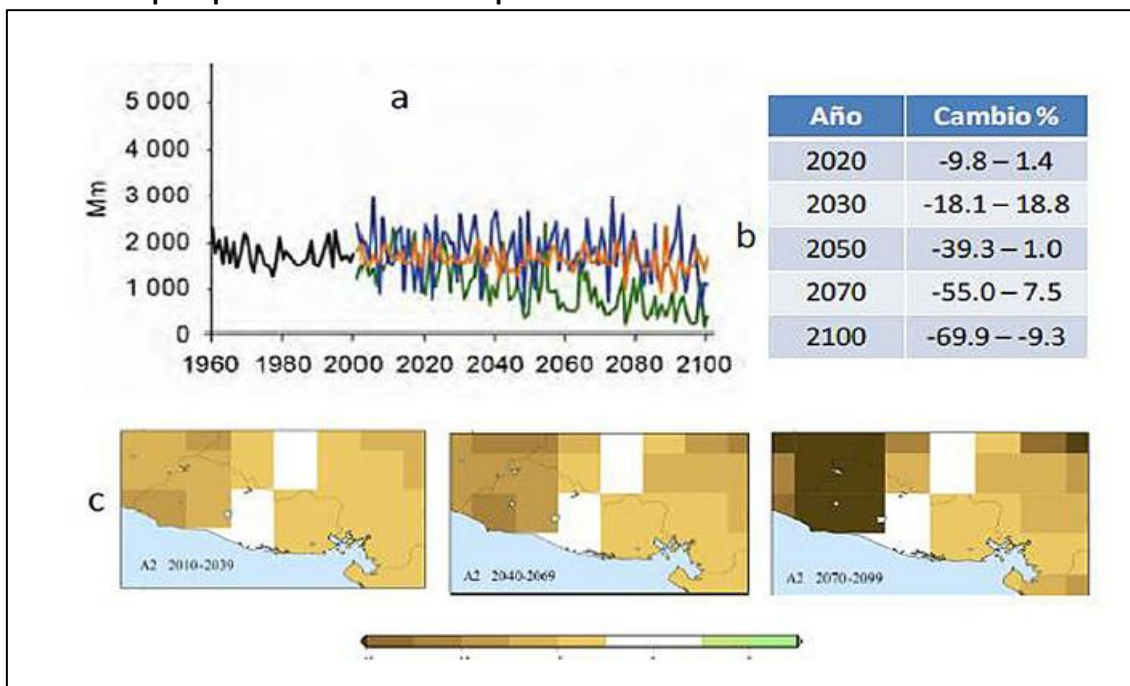 a
5 000
4 000
3 000
2 000
1 000
0
Mm
1960 1980 2000 2020 2040 2060 2080 2100
b
Año Cambio %
2020 -9.8 – 1.4
2030 -18.1 – 18.8
2050 -39.3 – 1.0
2070 -55.0 – 7.5
2100 -69.9 – -9.3
c
A2 2010-2039
A2 2040-2069
A2 2070-2099